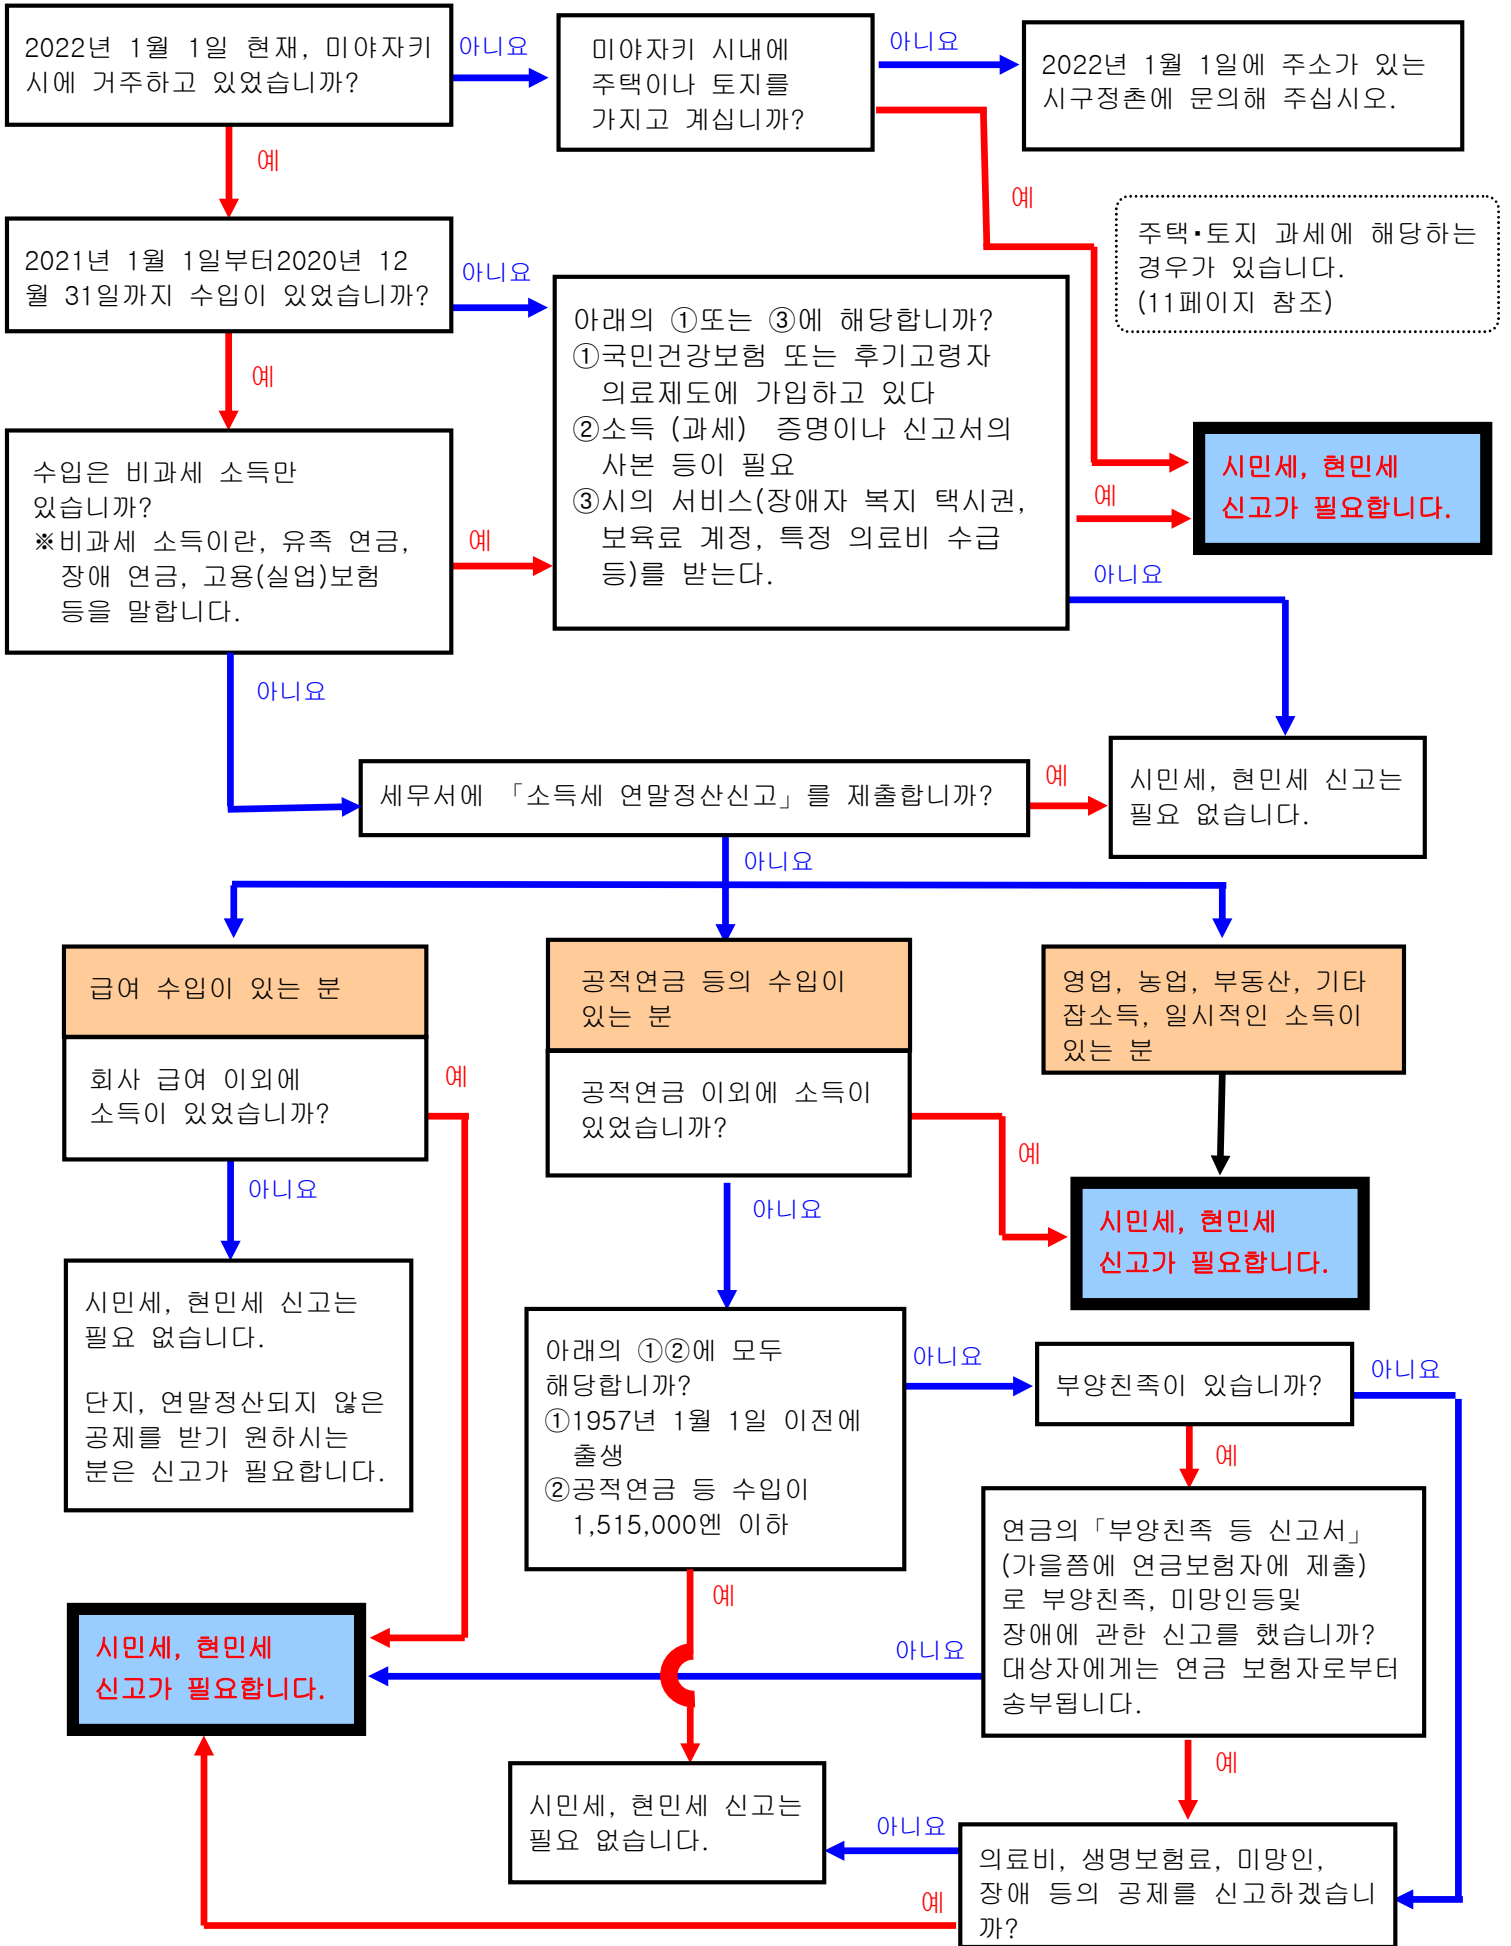 2022년 1월 1일 현재, 미야자키
시에 거주하고 있었습니까?
아니요
미야자키 시내에
주택이나 토지를
가지고 계십니까?
아니요
2022년 1월 1일에 주소가 있는
시구정촌에 문의해 주십시오.
예
예
주택·토지 과세에 해당하는
경우가 있습니다.
(11페이지 참조)
2021년 1월 1일부터2020년 12
월 31일까지 수입이 있었습니까?
아니요
예
아래의 ①또는 ③에 해당합니까?
①국민건강보험 또는 후기고령자
의료제도에 가입하고 있다
②소득 (과세) 증명이나 신고서의
사본 등이 필요
③시의 서비스(장애자 복지 택시권,
보육료 계정, 특정 의료비 수급
등)를 받는다.
예
시민세, 현민세
신고가 필요합니다.
수입은 비과세 소득만
있습니까?
※비과세 소득이란, 유족 연금,
장애 연금, 고용(실업)보험
등을 말합니다.
예
아니요
아니요
세무서에 「소득세 연말정산신고」를 제출합니까?
예
시민세, 현민세 신고는
필요 없습니다.
아니요
급여 수입이 있는 분
회사 급여 이외에
소득이 있었습니까?
예
아니요
공적연금 등의 수입이
있는 분
공적연금 이외에 소득이
있었습니까?
예
아니요
영업, 농업, 부동산, 기타
잡소득, 일시적인 소득이
있는 분
시민세, 현민세
신고가 필요합니다.
시민세, 현민세 신고는
필요 없습니다.
단지, 연말정산되지 않은
공제를 받기 원하시는
분은 신고가 필요합니다.
아래의 ①②에 모두
해당합니까?
①1957년 1월 1일 이전에
출생
②공적연금 등 수입이
1,515,000엔 이하
아니요
부양친족이 있습니까?
아니요
예
예
연금의「부양친족 등 신고서」
(가을쯤에 연금보험자에 제출)
로 부양친족, 미망인등및
장애에 관한 신고를 했습니까?
대상자에게는 연금 보험자로부터
송부됩니다.
아니요
시민세, 현민세
신고가 필요합니다.
예
시민세, 현민세 신고는
필요 없습니다.
아니요
의료비, 생명보험료, 미망인,
장애 등의 공제를 신고하겠습니
까?
예